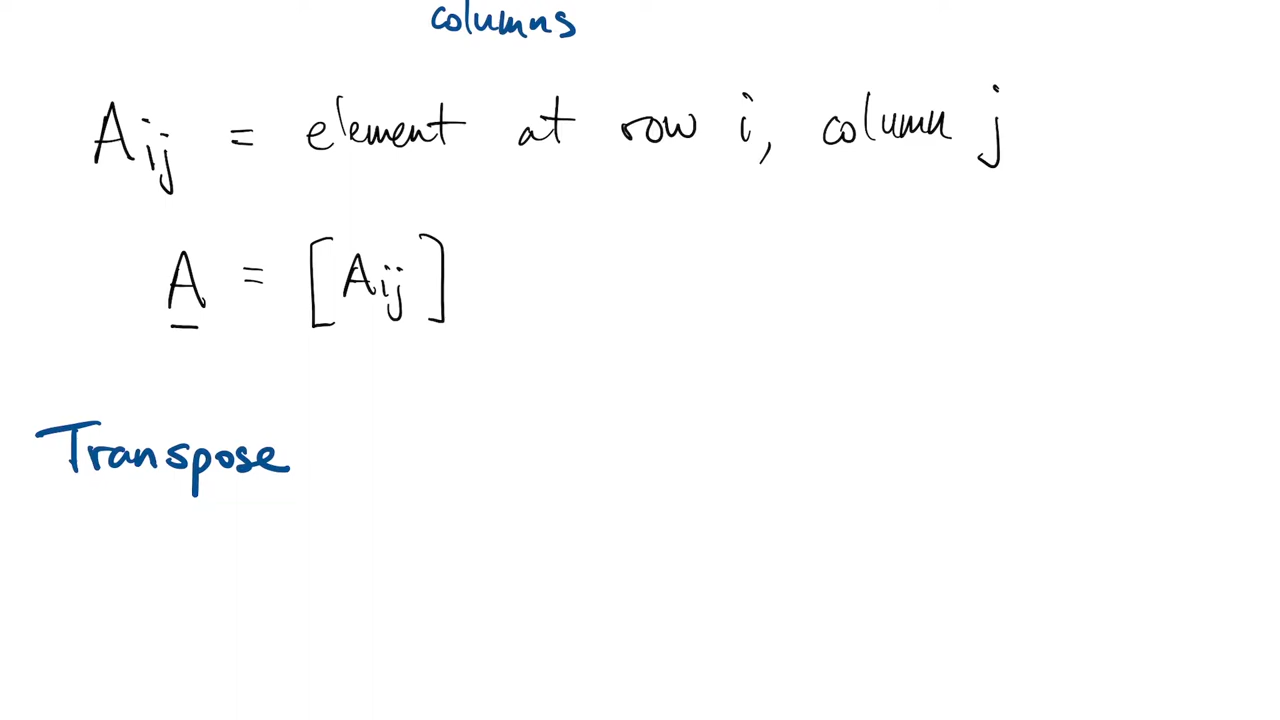 columns
Aij = element at row i, column j
A = [Aij]
Transpose